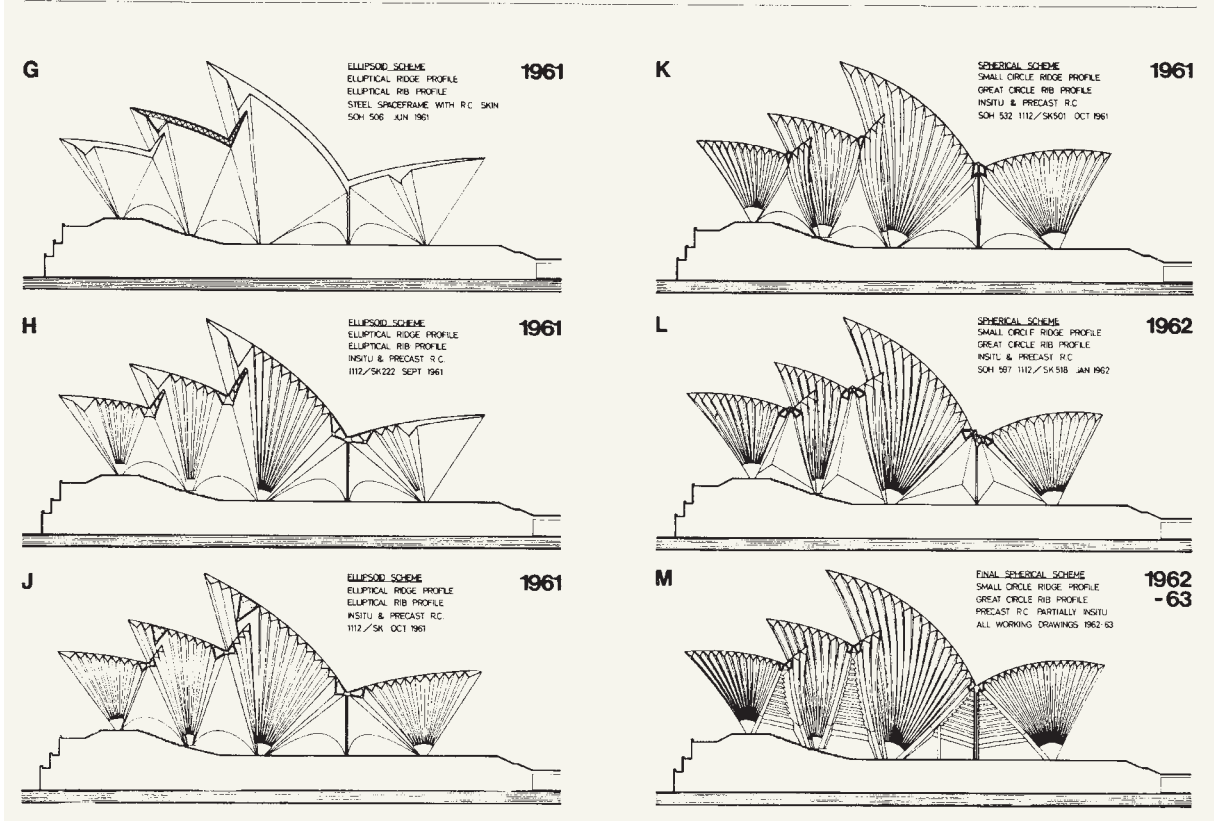 G
ELLIPSOID SCHEME
ELLIPTICAL RIDGE PROFILE
ELLIPTICAL RIB PROFILE
STEEL SPACEFRAME WITH R.C. SKIN
SOH 506 JUN 1961
1961
H
ELLIPSOID SCHEME
ELLIPTICAL RIDGE PROFILE
ELLIPTICAL RIB PROFILE
INSITU & PRECAST R.C.
1112/SK222 SEPT 1961
1961
J
ELLIPSOID SCHEME
ELLIPTICAL RIDGE PROFILE
ELLIPTICAL RIB PROFILE
INSITU & PRECAST R.C.
1112/SK OCT 1961
1961
K
SPHERICAL SCHEME
SMALL CIRCLE RIDGE PROFILE
GREAT CIRCLE RIB PROFILE
INSITU & PRECAST R.C
SOH 532 1112/SK501 OCT 1961
1961
L
SPHERICAL SCHEME
SMALL CIRCLE RIDGE PROFILE
GREAT CIRCLE RIB PROFILE
INSITU & PRECAST R.C
SOH 597 1112/SK518 JAN 1962
1962
M
FINAL SPHERICAL SCHEME
SMALL CIRCLE RIDGE PROFILE
GREAT CIRCLE RIB PROFILE
PRECAST R.C PARTIALLY INSITU
ALL WORKING DRAWINGS 1962-63
1962
-63